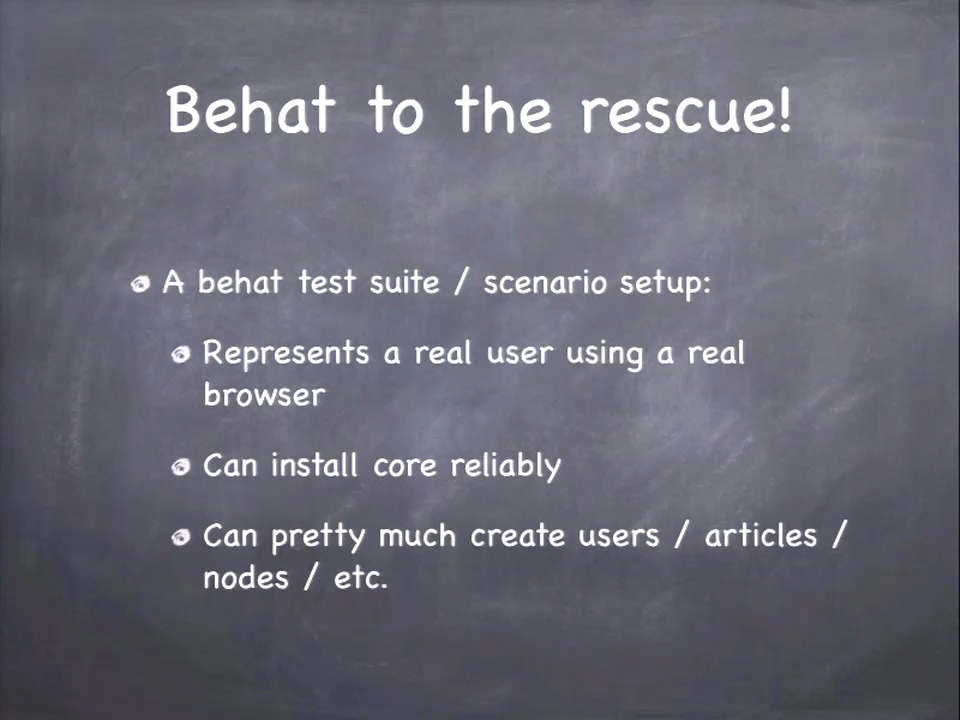 Behat to the rescue!
A behat test suite / scenario setup:
Represents a real user using a real
browser
Can install core reliably
Can pretty much create users / articles /
nodes / etc.